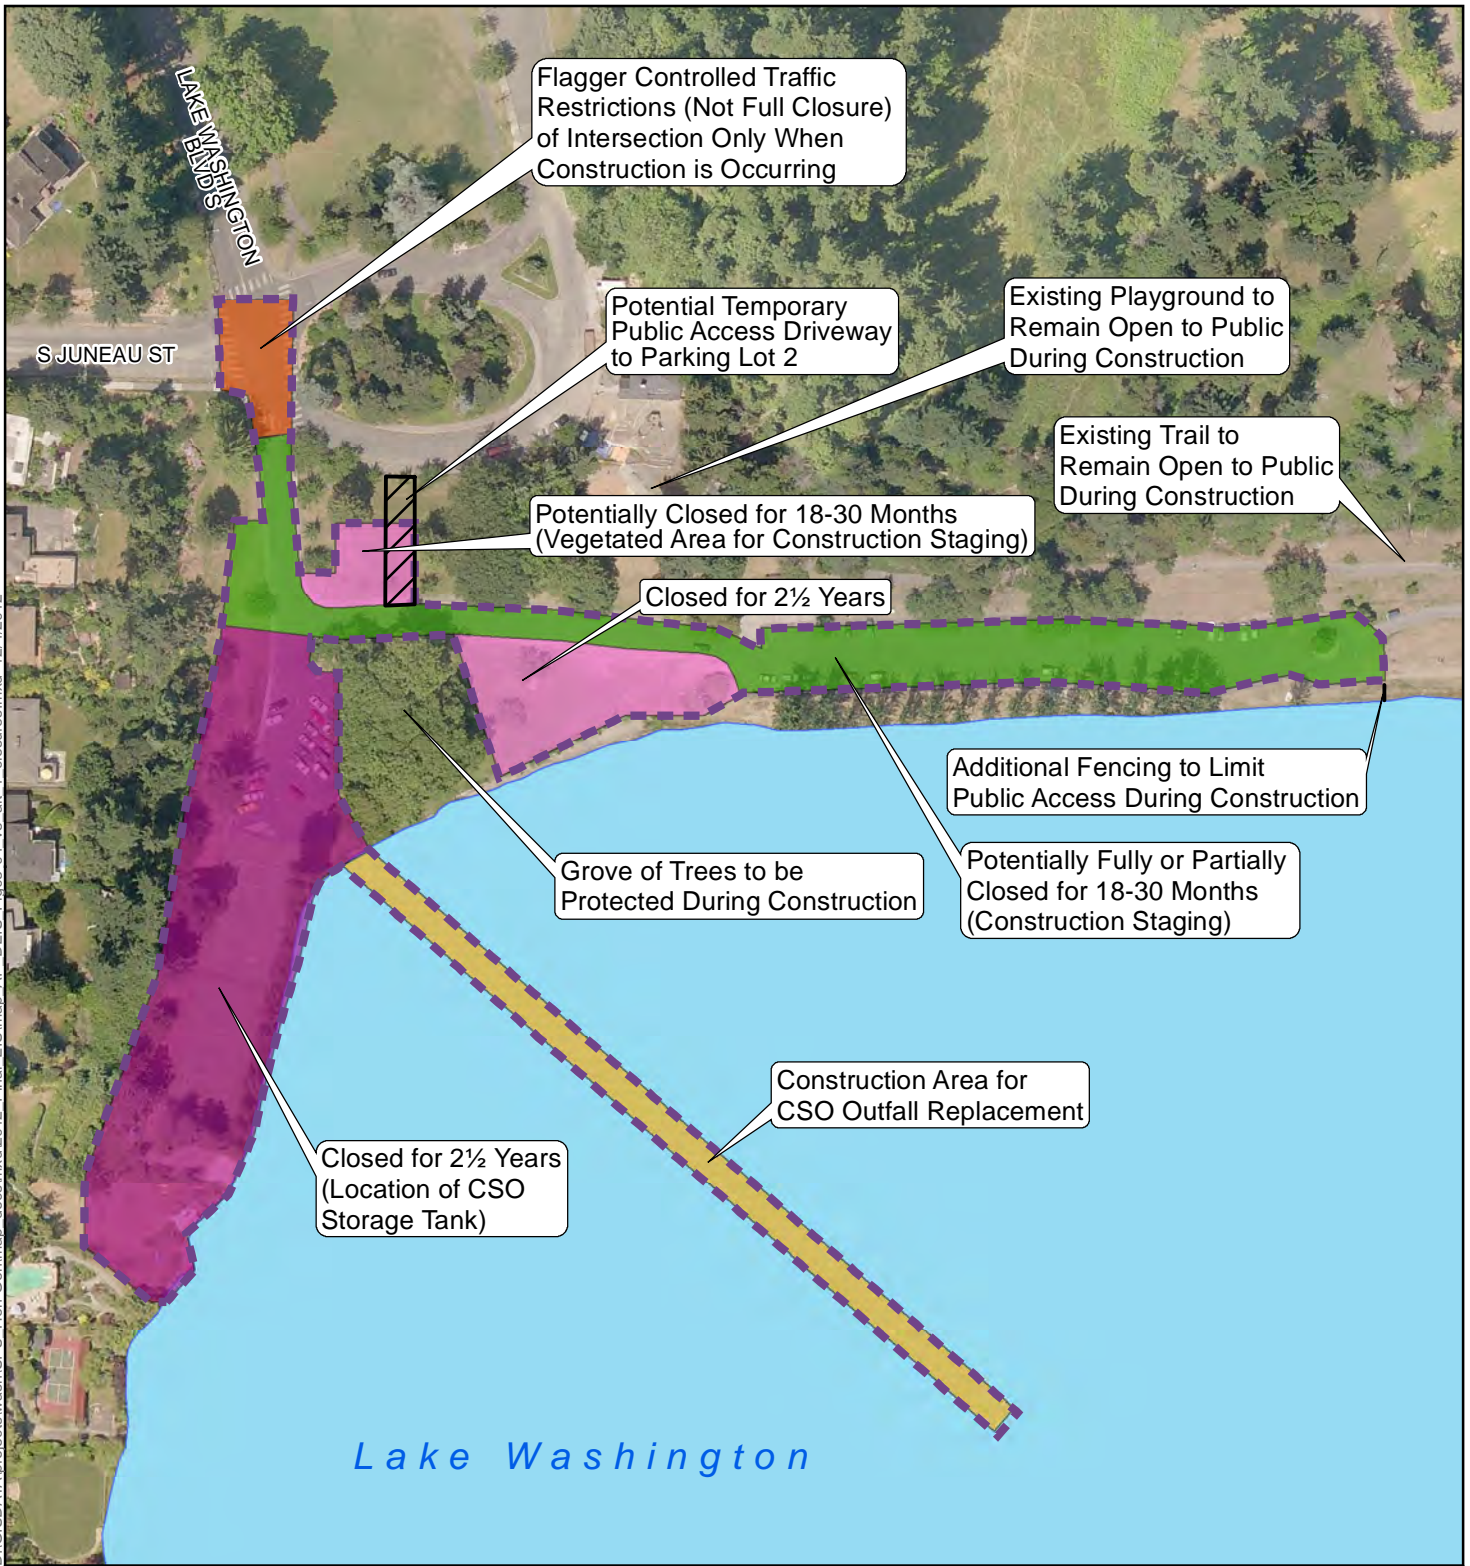 Flagger Controlled Traffic
Restrictions (Not Full Closure)
of Intersection Only When
Construction is Occurring
LAKE WASHINGTON
BLVD S
Potential Temporary
Public Access Driveway
to Parking Lot 2
Existing Playground to
Remain Open to Public
During Construction
S JUNEAU ST
Existing Trail to
Remain Open to Public
During Construction
Potentially Closed for 18-30 Months
(Vegetated Area for Construction Staging)
Closed for 2½ Years
Additional Fencing to Limit
Public Access During Construction
Grove of Trees to be
Protected During Construction
Potentially Fully or Partially
Closed for 18-30 Months
(Construction Staging)
Construction Area for
CSO Outfall Replacement
Closed for 2½ Years
(Location of CSO
Storage Tank)
Lake Washington